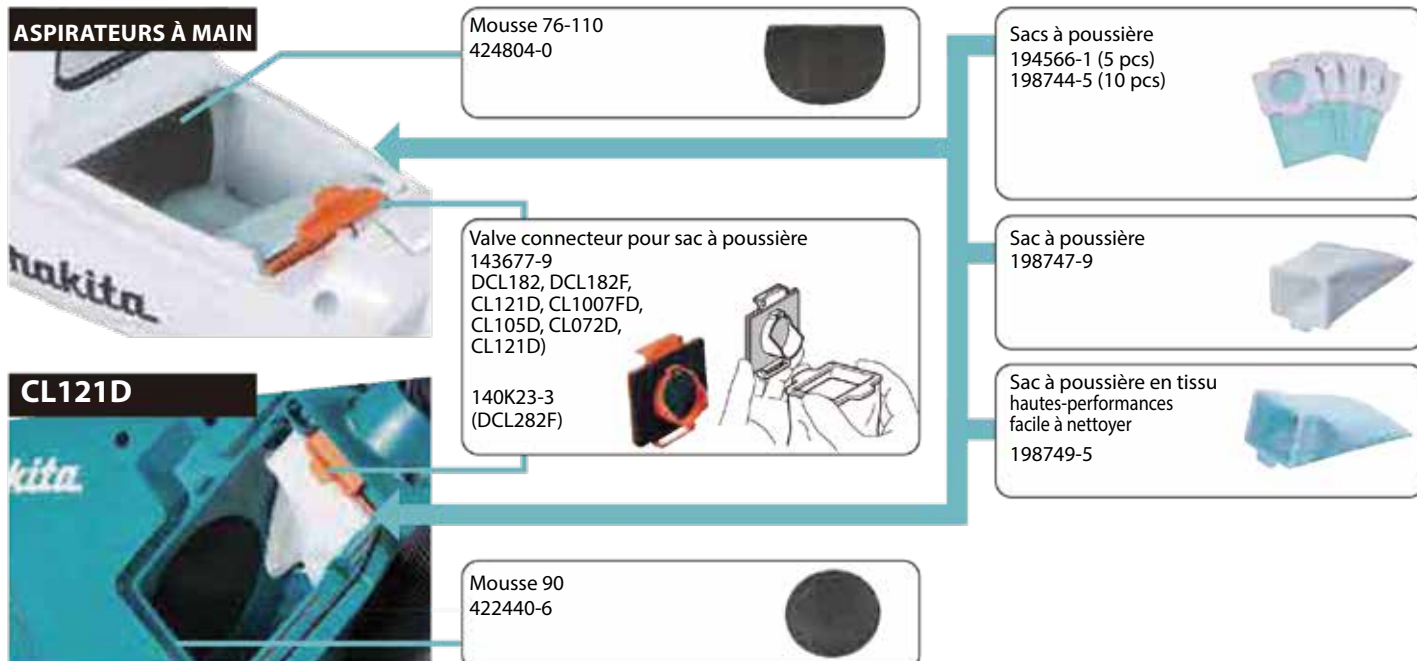 ASPIRATEURS À MAIN
makita
Mousse 76-110
424804-0
Valve connecteur pour sac à poussière
143677-9
DCL182, DCL182F,
CL121D, CL1007FD,
CL105D, CL072D,
CL121D)
140K23-3
(DCL282F)
Sacs à poussière
194566-1 (5 pcs)
198744-5 (10 pcs)
Sac à poussière
198747-9
Sac à poussière en tissu
hautes-performances
facile à nettoyer
198749-5
CL121D
kita
Mousse 90
422440-6